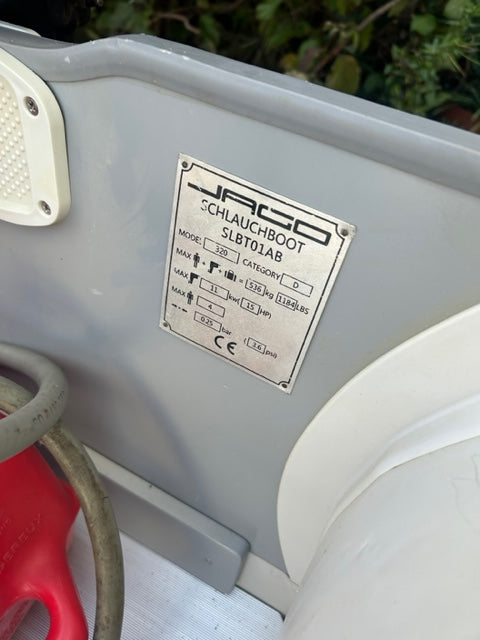 JAGO
SCHLAUCHBOOT
SLBT01AB
MODE: 320 CATEGORY D
MAX + + = 536 kg 1184 LBS
MAX 11 kw( 15 HP)
MAX 4
0.25 bar ( 3.6 psi)
CE